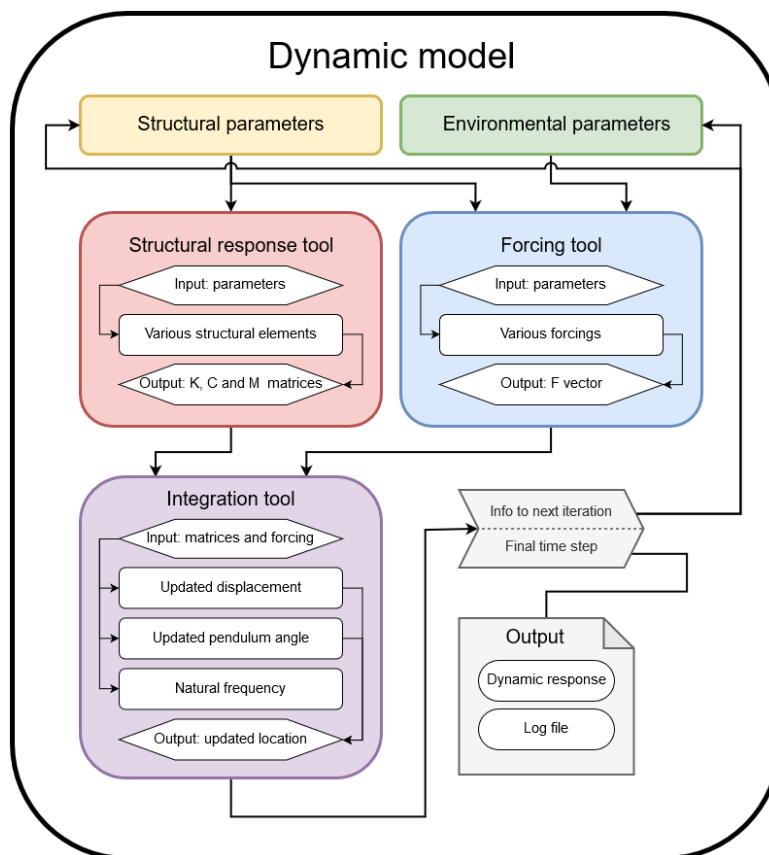 Dynamic model
Structural parameters
Environmental parameters
Structural response tool
Input: parameters
Various structural elements
Output: K, C and M matrices
Forcing tool
Input: parameters
Various forcings
Output: F vector
Integration tool
Input: matrices and forcing
Updated displacement
Updated pendulum angle
Natural frequency
Output: updated location
Info to next iteration
Final time step
Output
Dynamic response
Log file